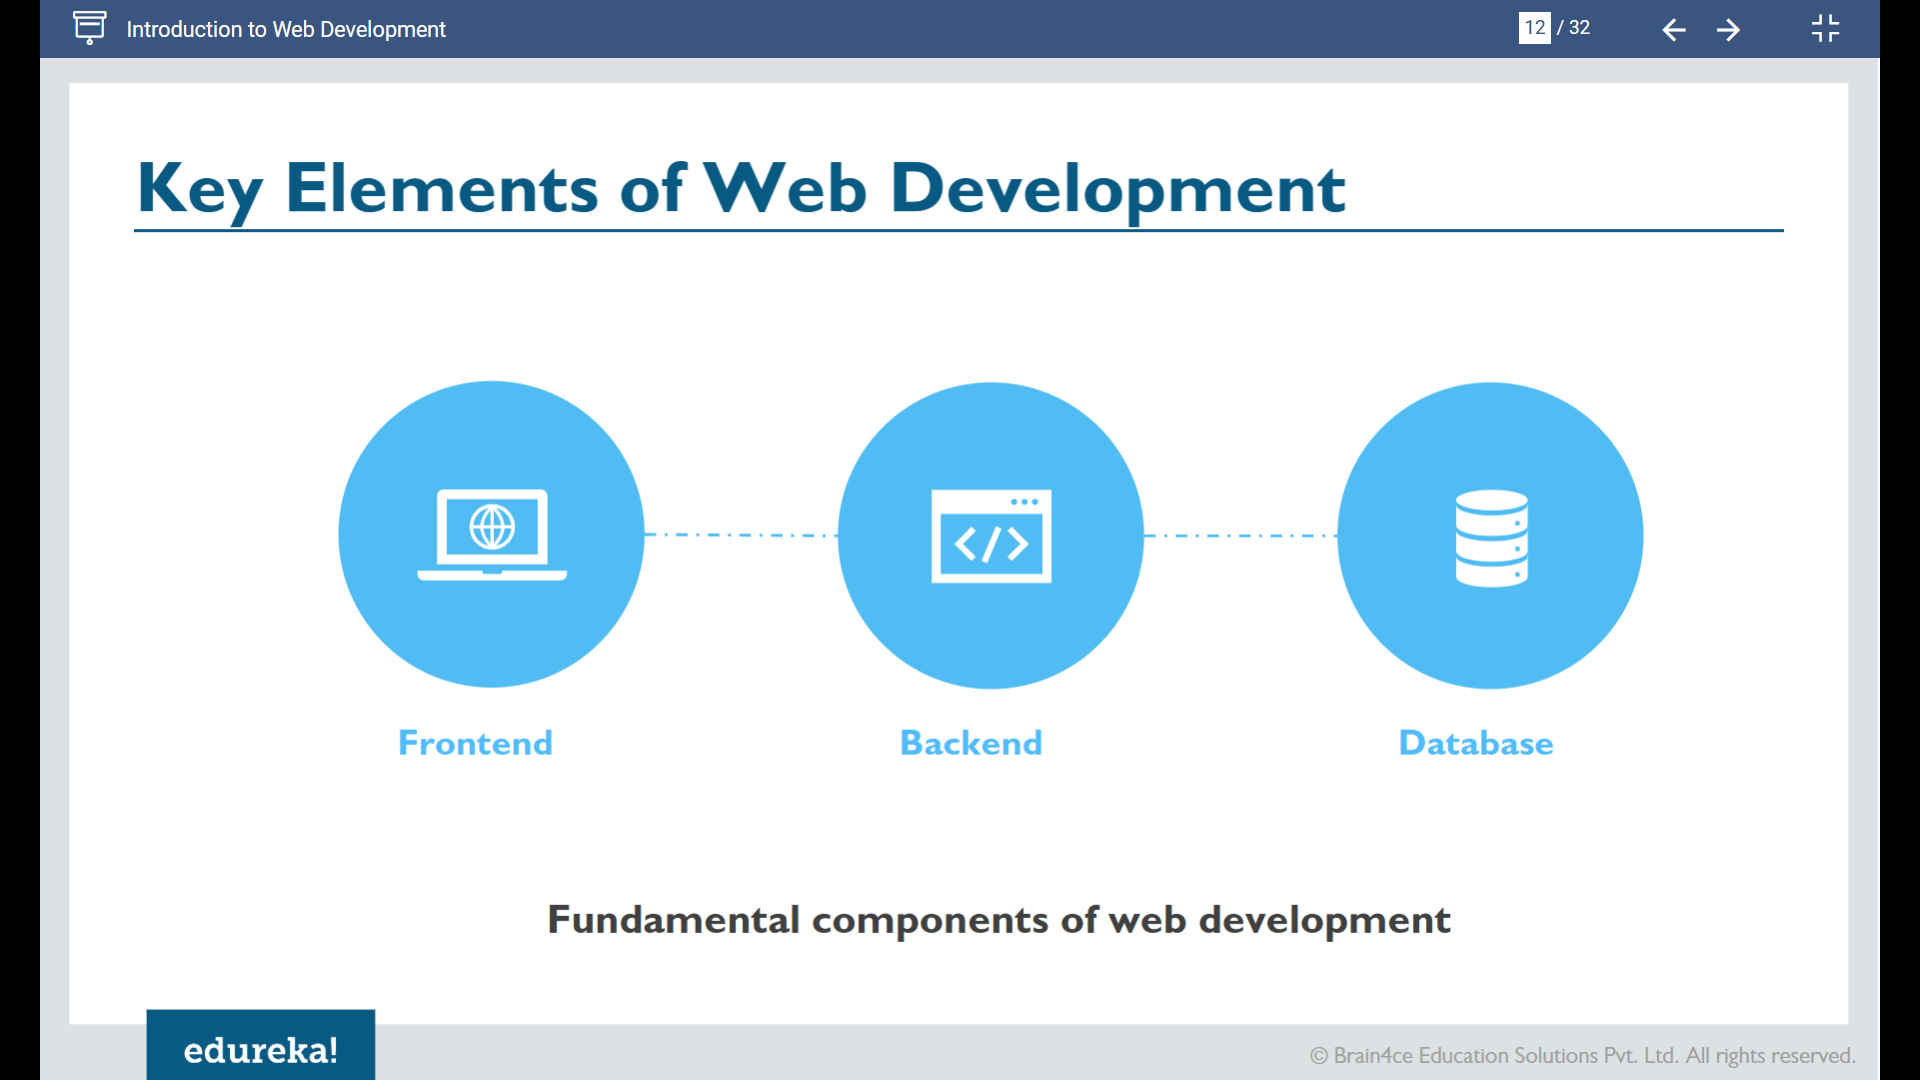 Introduction to Web Development
12 / 32
Key Elements of Web Development
</>
Frontend
Backend
Database
Fundamental components of web development
edureka!
© Brain4ce Education Solutions Pvt. Ltd. All rights reserved.